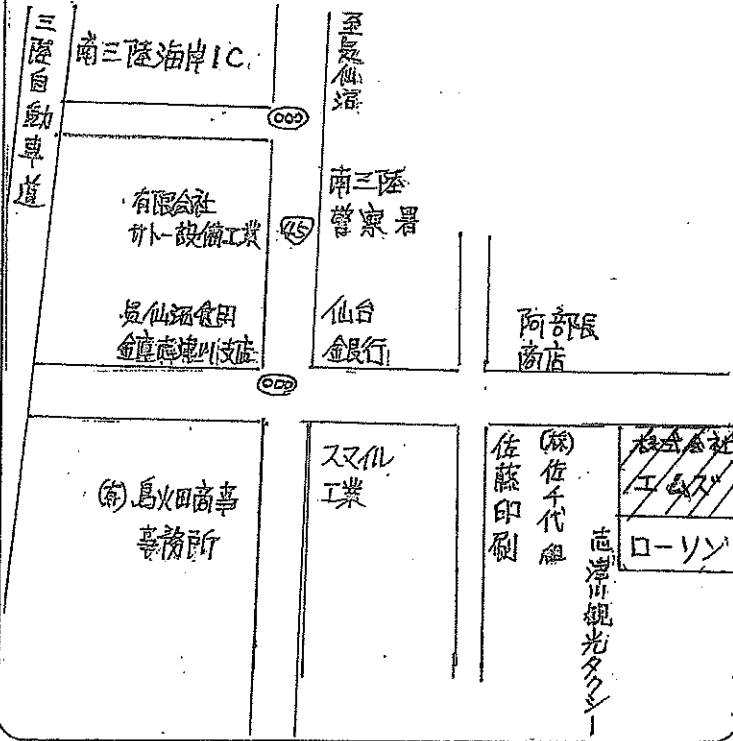 三陸自動車道
南三陸海岸IC
至気仙沼
有限会社
サトー設備工業
45
南三陸
警察署
気仙沼信用
金庫志津川支店
仙台
銀行
阿部長
商店
(有)島火田商事
事務所
スマイル
工業
佐藤印刷
(株)佐千代組
志津川観光タクシー
株式会社
エムズ
ローソン